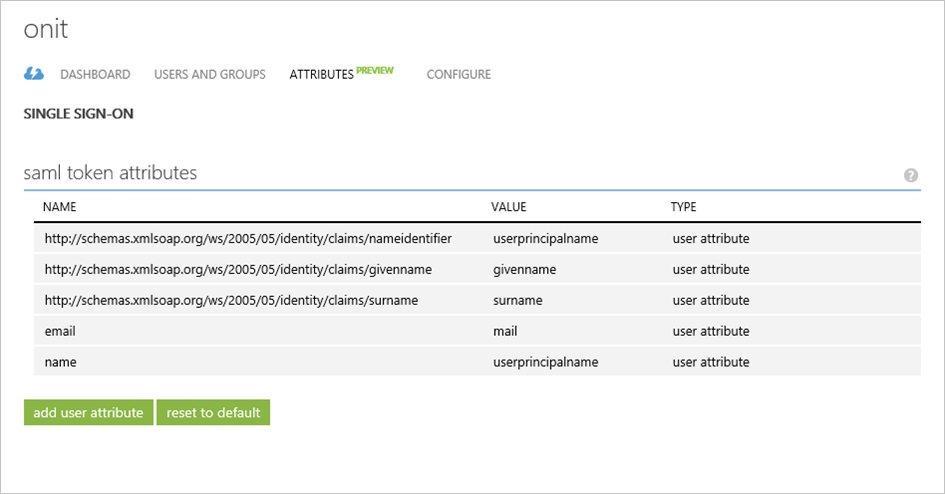 onit
DASHBOARD USERS AND GROUPS ATTRIBUTES PREVIEW CONFIGURE
SINGLE SIGN-ON
saml token attributes ?
NAME VALUE TYPE
http://schemas.xmlsoap.org/ws/2005/05/identity/claims/nameidentifier userprincipalname user attribute
http://schemas.xmlsoap.org/ws/2005/05/identity/claims/givenname givenname user attribute
http://schemas.xmlsoap.org/ws/2005/05/identity/claims/surname surname user attribute
email mail user attribute
name userprincipalname user attribute
add user attribute reset to default